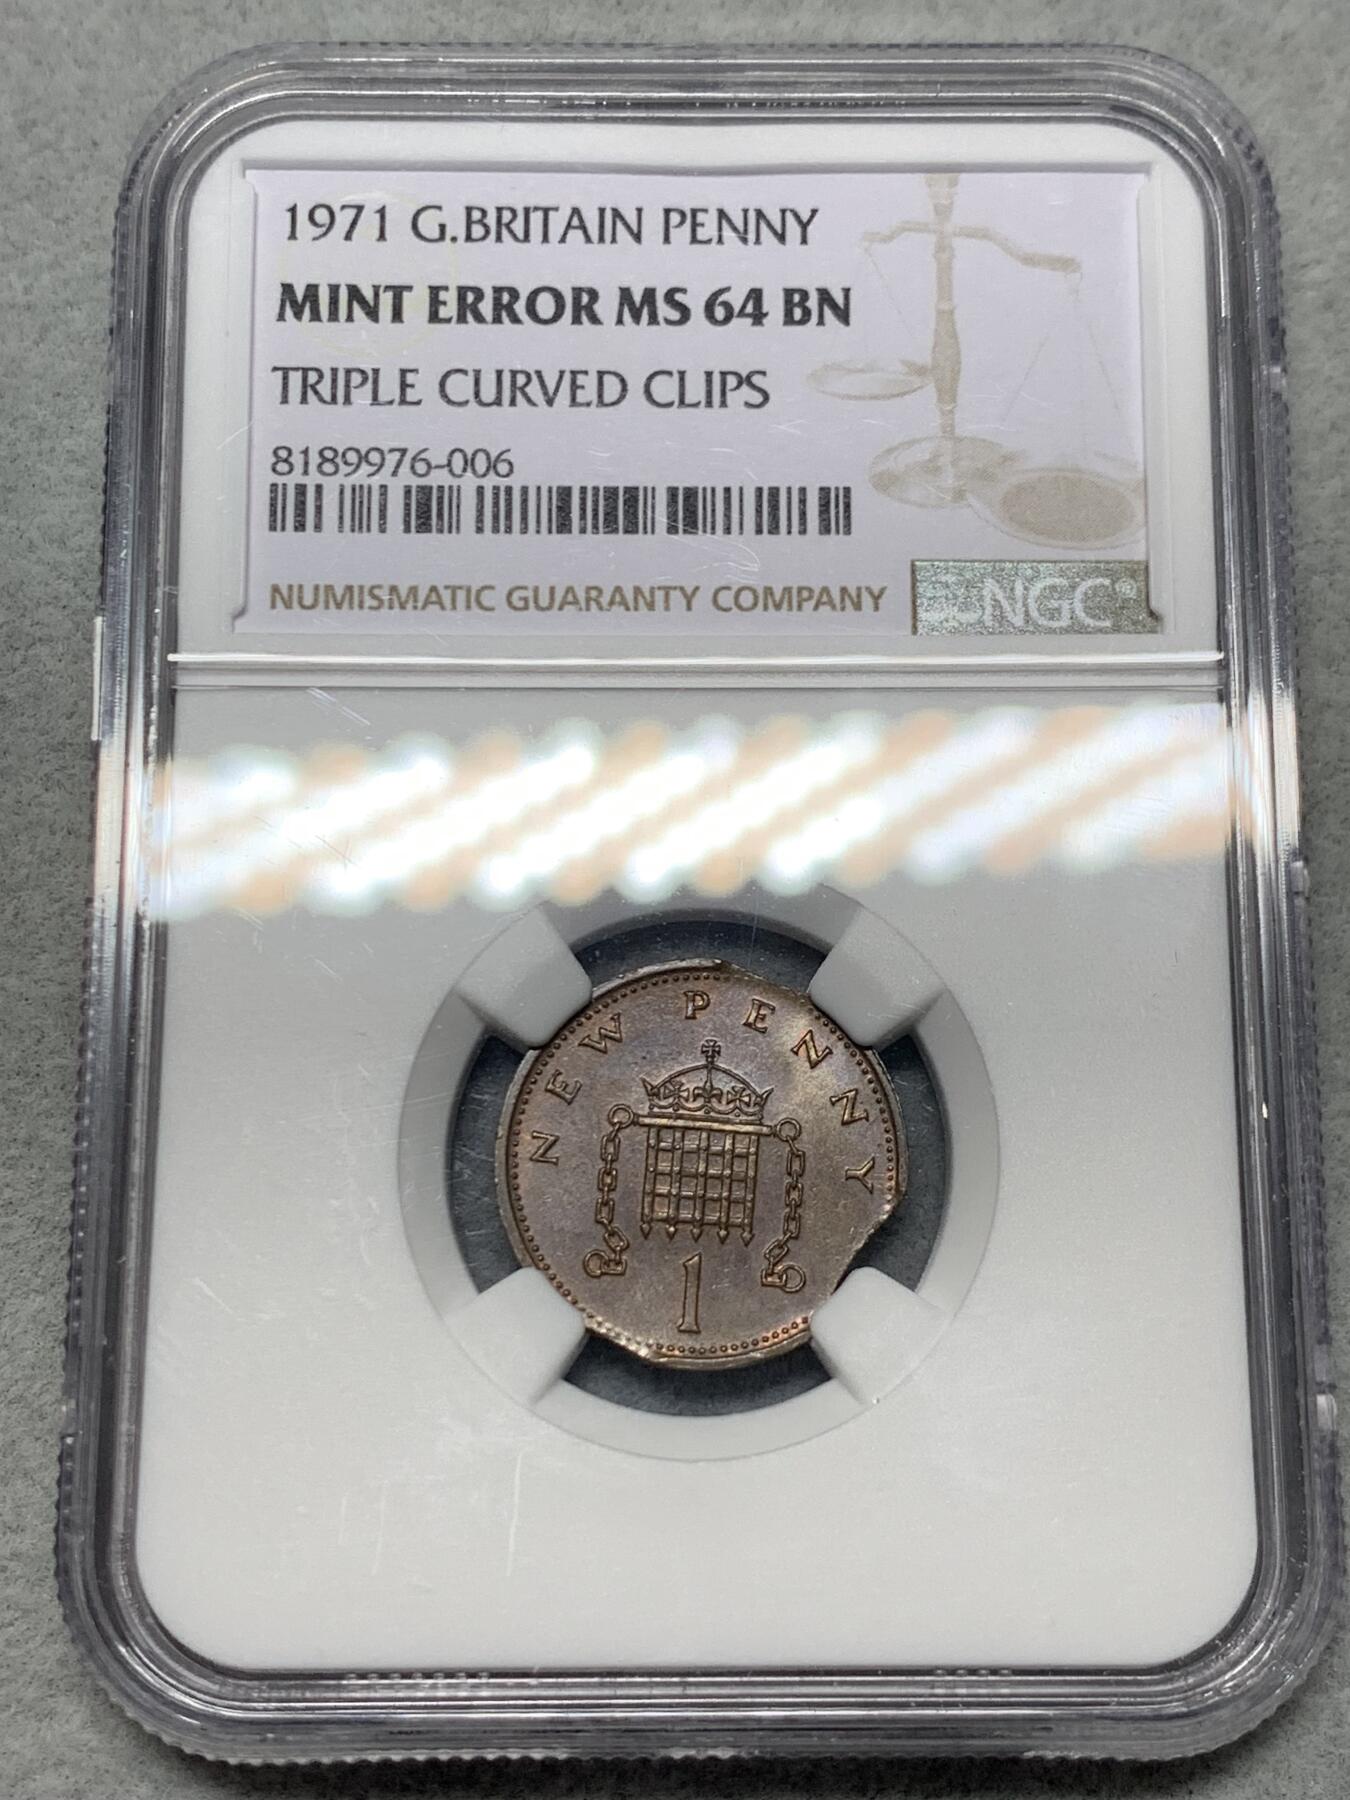 1971 G.BRITAIN PENNY
MINT ERROR MS 64 BN
TRIPLE CURVED CLIPS
8189976-006
NUMISMATIC GUARANTY COMPANY
NGC®
NEW PENNY
1